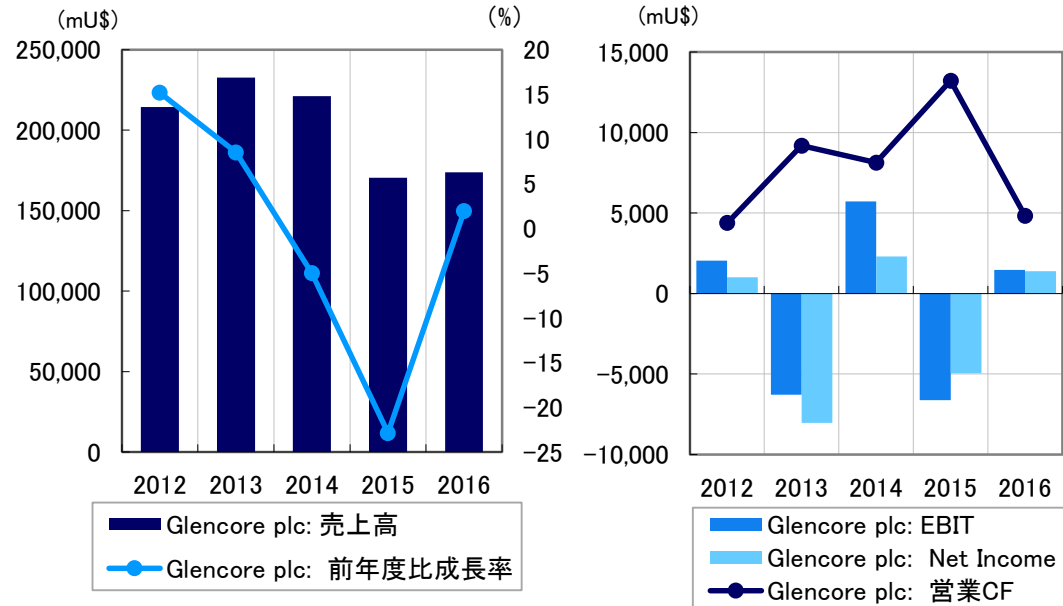 (mU$)
(%)
250,000
200,000
150,000
100,000
50,000
0
20
15
10
5
0
-5
-10
-15
-20
-25
2012 2013 2014 2015 2016
Glencore plc: 売上高
Glencore plc: 前年度比成長率
(mU$)
15,000
10,000
5,000
0
-5,000
-10,000
2012 2013 2014 2015 2016
Glencore plc: EBIT
Glencore plc: Net Income
Glencore plc: 営業CF